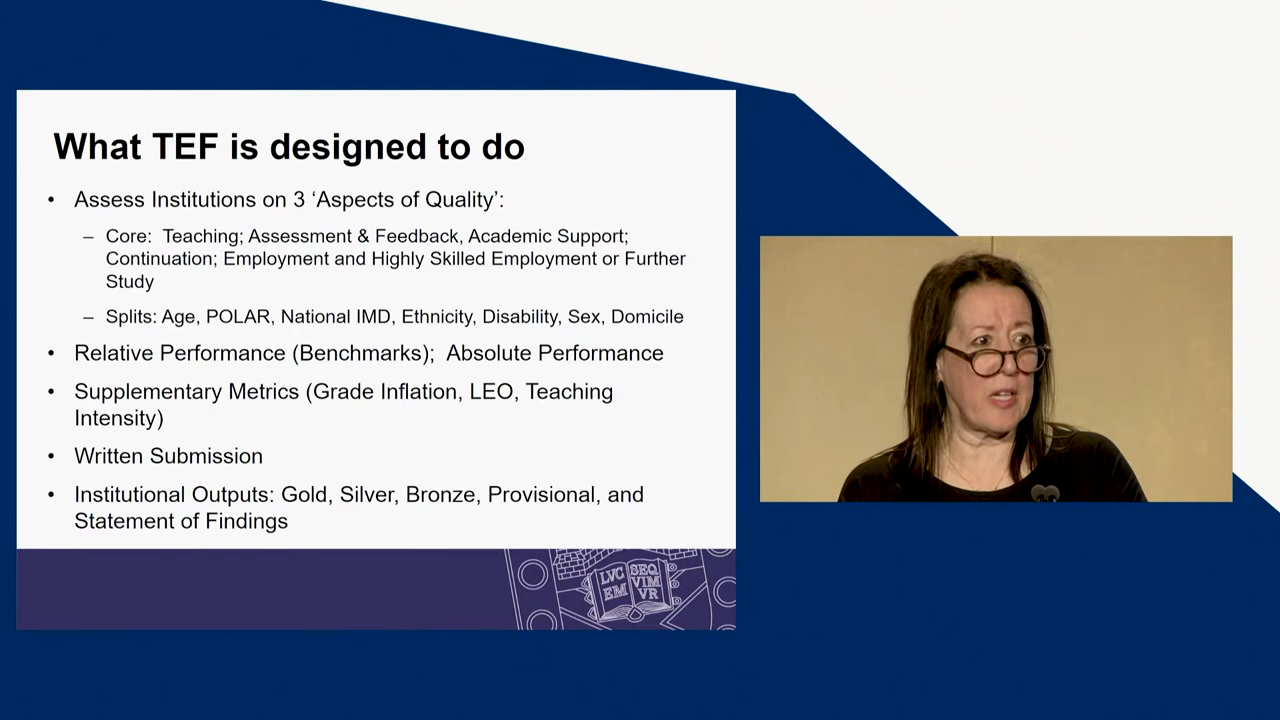 What TEF is designed to do
• Assess Institutions on 3 ‘Aspects of Quality’:
– Core: Teaching; Assessment & Feedback, Academic Support;
Continuation; Employment and Highly Skilled Employment or Further
Study
– Splits: Age, POLAR, National IMD, Ethnicity, Disability, Sex, Domicile
• Relative Performance (Benchmarks); Absolute Performance
• Supplementary Metrics (Grade Inflation, LEO, Teaching
Intensity)
• Written Submission
• Institutional Outputs: Gold, Silver, Bronze, Provisional, and
Statement of Findings
LVC
EM
SEQ
VIM
VR